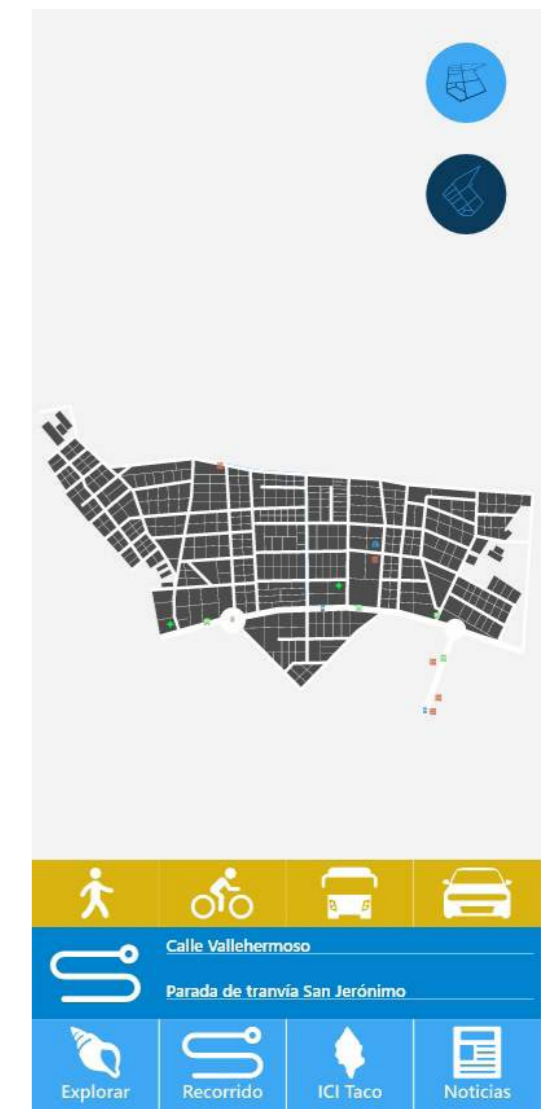 Calle Vallehermoso
Parada de tranvía San Jerónimo
Explorar
Recorrido
ICI Taco
Noticias